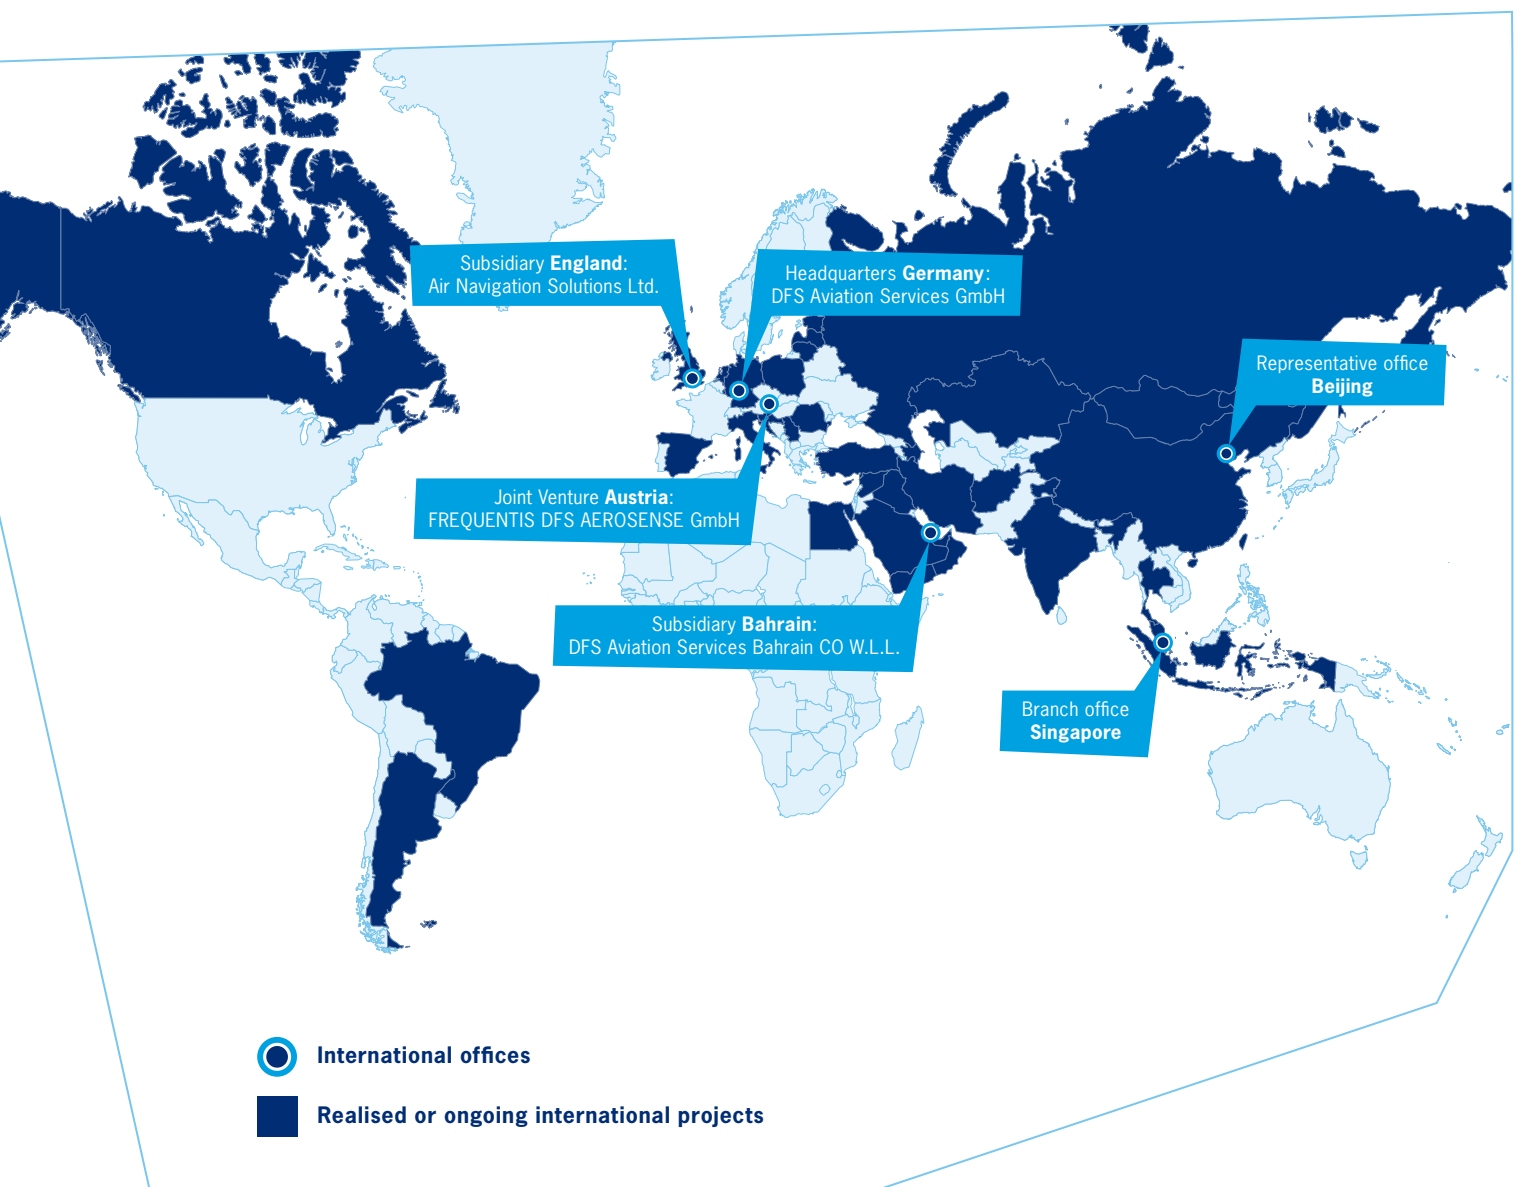 Subsidiary England:
Air Navigation Solutions Ltd.
Headquarters Germany:
DFS Aviation Services GmbH
Representative office
Beijing
Joint Venture Austria:
FREQUENTIS DFS AEROSENSE GmbH
Subsidiary Bahrain:
DFS Aviation Services Bahrain CO W.L.L.
Branch office
Singapore
International offices
Realised or ongoing international projects